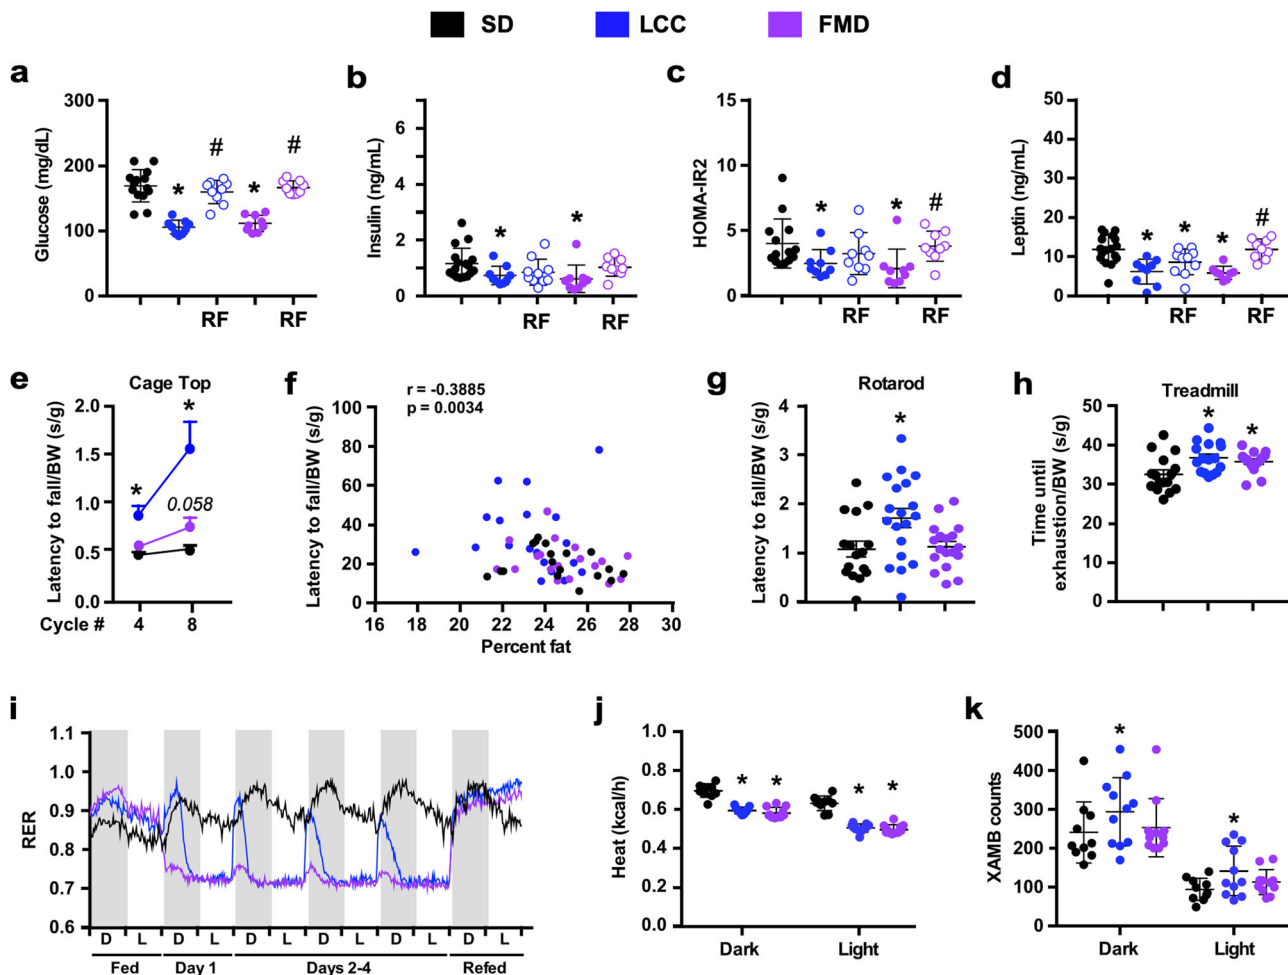 SD LCC FMD
a
Glucose (mg/dL)
300
200
100
0
* # * #
RF RF
b
Insulin (ng/mL)
6
4
2
0
* *
RF RF
c
HOMA-IR2
15
10
5
0
* * #
RF RF
d
Leptin (ng/mL)
50
40
30
20
10
0
* * * #
RF RF
e
Cage Top
Latency to fall/BW (s/g)
2.0
1.5
1.0
0.5
0.0
*
*
0.058
Cycle # 4 8
f
r = -0.3885
p = 0.0034
Latency to fall/BW (s/g)
100
80
60
40
20
0
16 18 20 22 24 26 28 30
Percent fat
g
Rotarod
Latency to fall/BW (s/g)
4
3
2
1
0
*
h
Treadmill
Time until
exhaustion/BW (s/g)
50
40
30
20
10
0
* *
i
RER
1.1
1.0
0.9
0.8
0.7
0.6
D L D L D L D L D L D L
Fed Day 1 Days 2-4 Refed
j
Heat (kcal/h)
1.0
0.8
0.6
0.4
0.2
0.0
* * * *
Dark Light
k
XAMB counts
500
400
300
200
100
0
* *
Dark Light